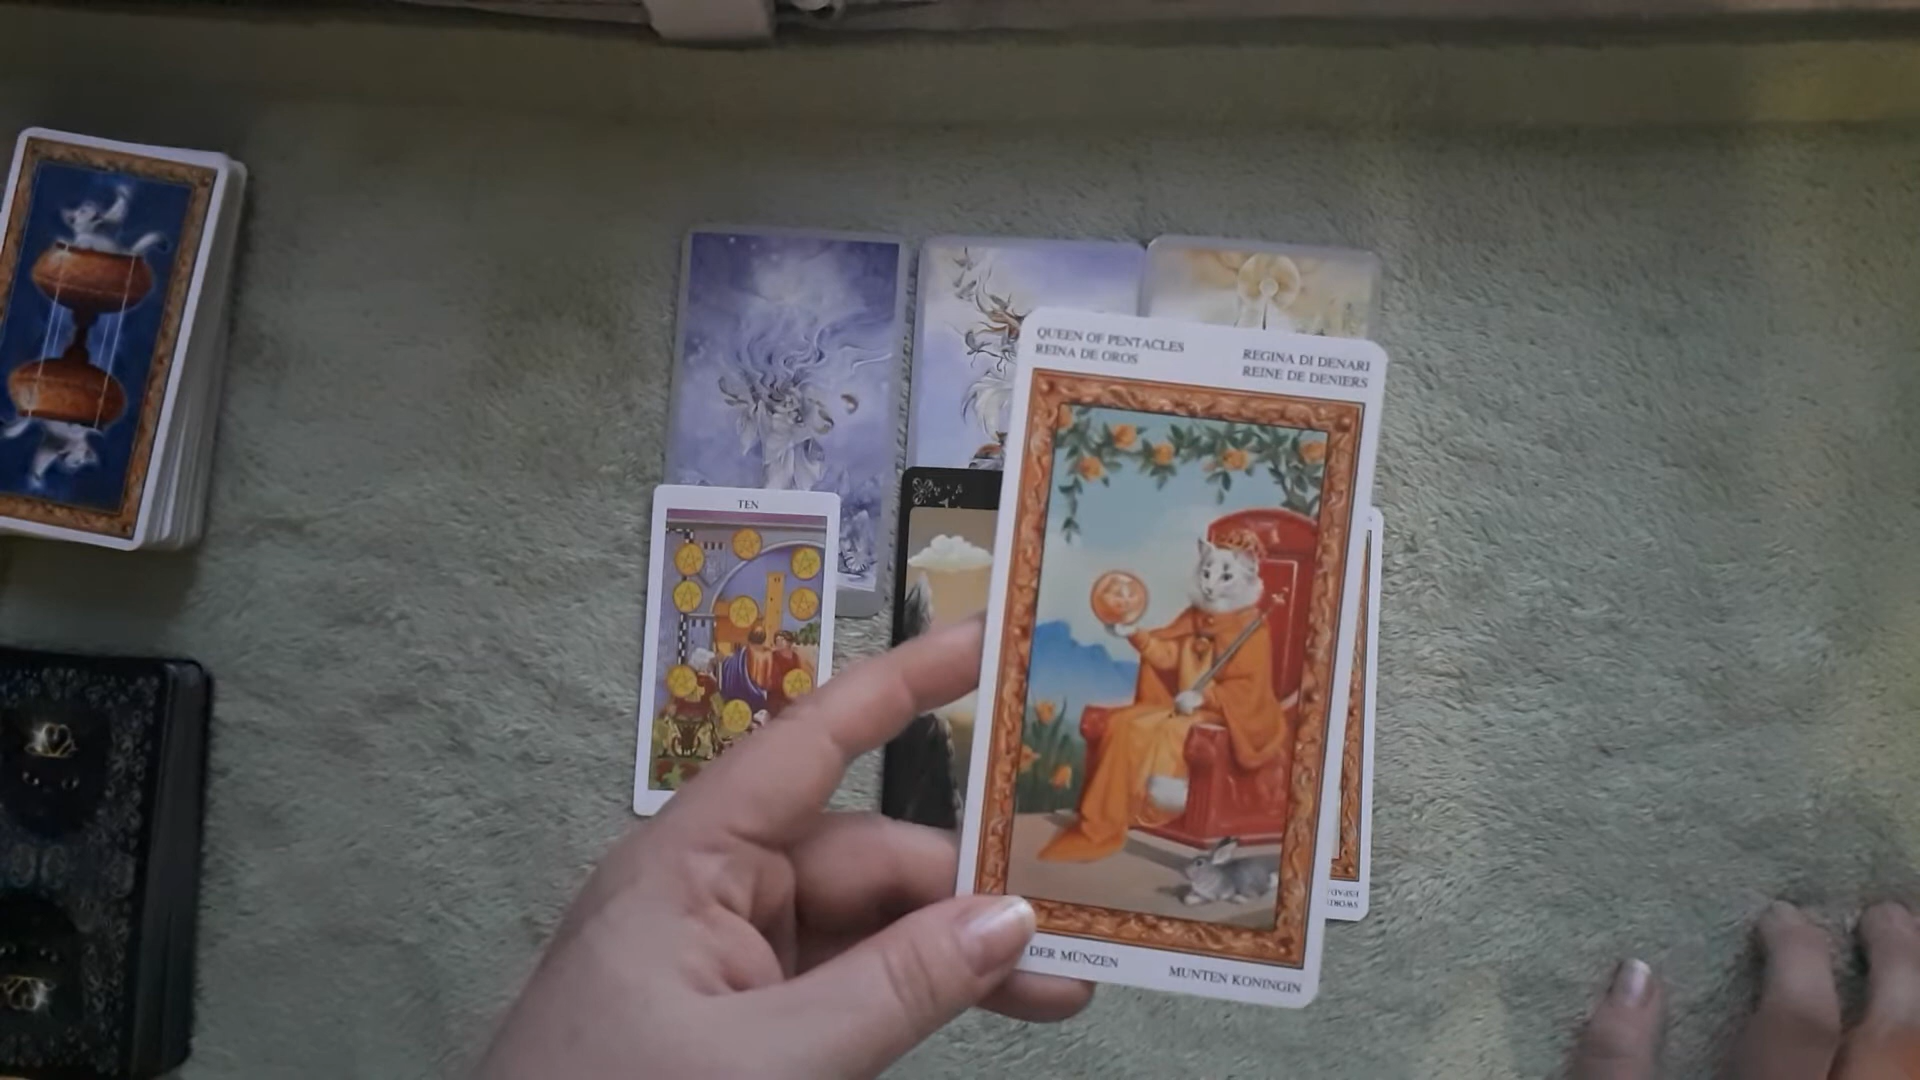 QUEEN OF PENTACLES
REINA DE OROS
REGINA DI DENARI
REINE DE DENIERS
TEN
DER MÜNZEN
MUNTEN KONINGIN